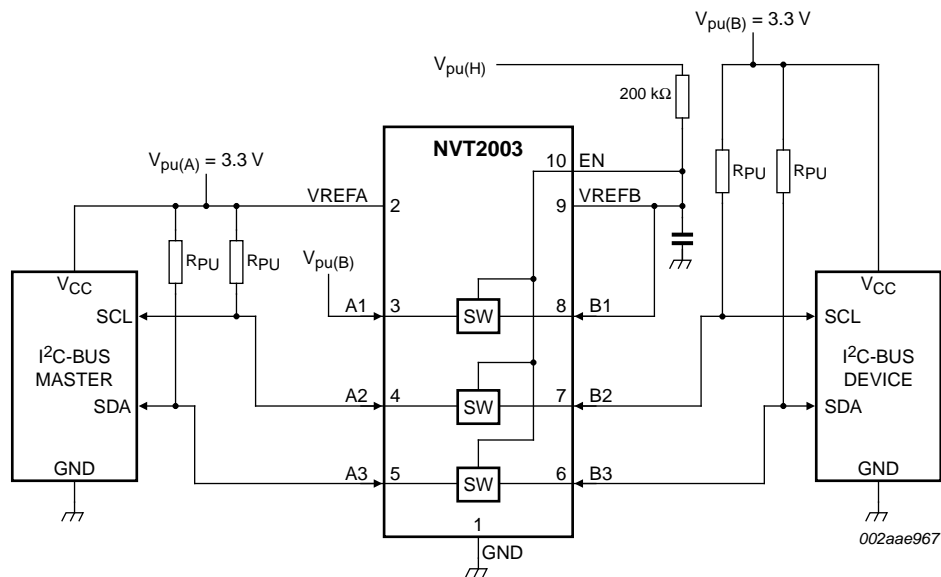 Vpu(B) = 3.3 V
Vpu(H)
200 kΩ
NVT2003
10 EN
Vpu(A) = 3.3 V
VREFA 2
9 VREFB
RPU RPU
RPU RPU
Vpu(B)
VCC
SCL
I2C-BUS
MASTER
SDA
GND
A1 3 SW 8 B1
A2 4 SW 7 B2
A3 5 SW 6 B3
1
GND
VCC
SCL
I2C-BUS
DEVICE
SDA
GND
002aae967